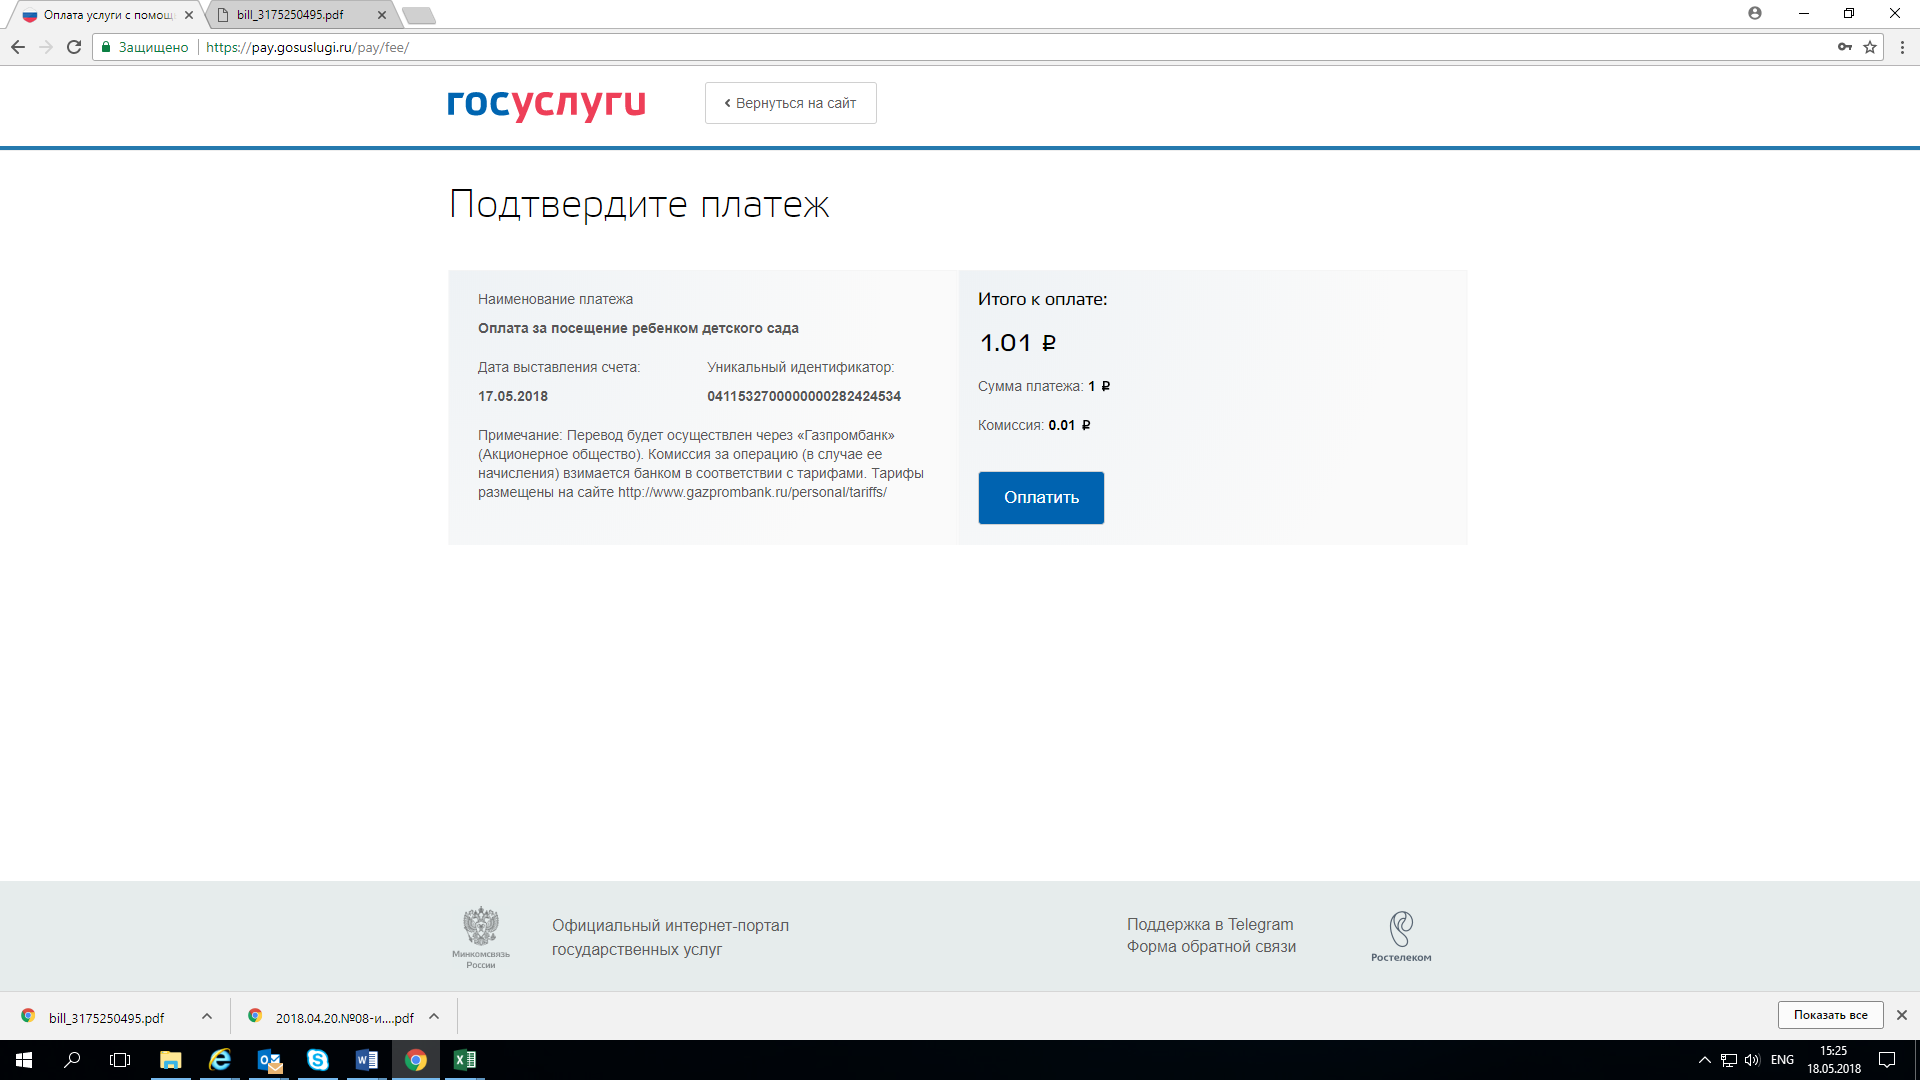 Оплата услуги с помощ
bill_3175250495.pdf
Защищено
https://pay.gosuslugi.ru/pay/fee/
госуслуги
Вернуться на сайт
Подтвердите платеж
Наименование платежа
Оплата за посещение ребенком детского сада
Дата выставления счета:
Уникальный идентификатор:
17.05.2018
0411532700000000282424534
Примечание: Перевод будет осуществлен через «Газпромбанк»
(Акционерное общество). Комиссия за операцию (в случае ее
начисления) взимается банком в соответствии с тарифами. Тарифы
размещены на сайте http://www.gazprombank.ru/personal/tariffs/
Итого к оплате:
1.01 ₽
Сумма платежа: 1 ₽
Комиссия: 0.01 ₽
Оплатить
Минкомсвязь
России
Официальный интернет-портал
государственных услуг
Поддержка в Telegram
Форма обратной связи
Ростелеком
bill_3175250495.pdf
2018.04.20.№08-и....pdf
Показать все
ENG
15:25
18.05.2018